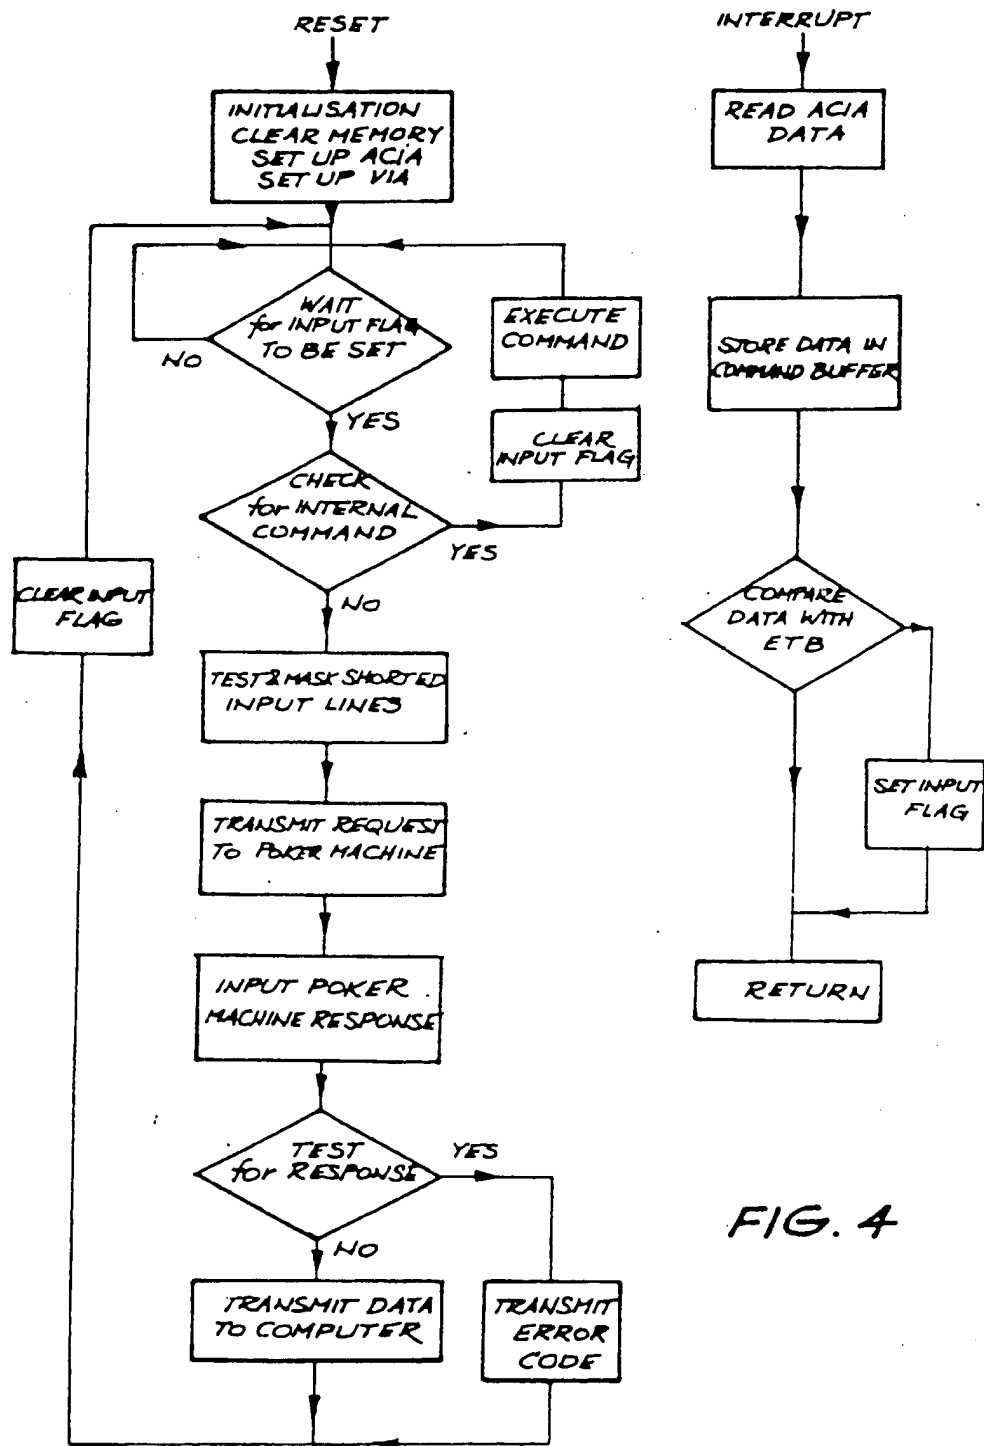 RESET
INITIALISATION
CLEAR MEMORY
SET UP ACIA
SET UP VIA
WAIT
for INPUT FLAG
TO BE SET
NO
YES
EXECUTE
COMMAND
CLEAR
INPUT FLAG
CHECK
for INTERNAL
COMMAND
YES
NO
CLEAR INPUT
FLAG
TEST & MASK SHORTED
INPUT LINES
TRANSMIT REQUEST
TO POKER MACHINE
INPUT POKER
MACHINE RESPONSE
TEST
for RESPONSE
YES
NO
TRANSMIT DATA
TO COMPUTER
TRANSMIT
ERROR
CODE
INTERRUPT
READ ACIA
DATA
STORE DATA IN
COMMAND BUFFER
COMPARE
DATA WITH
ETB
SET INPUT
FLAG
RETURN
FIG. 4